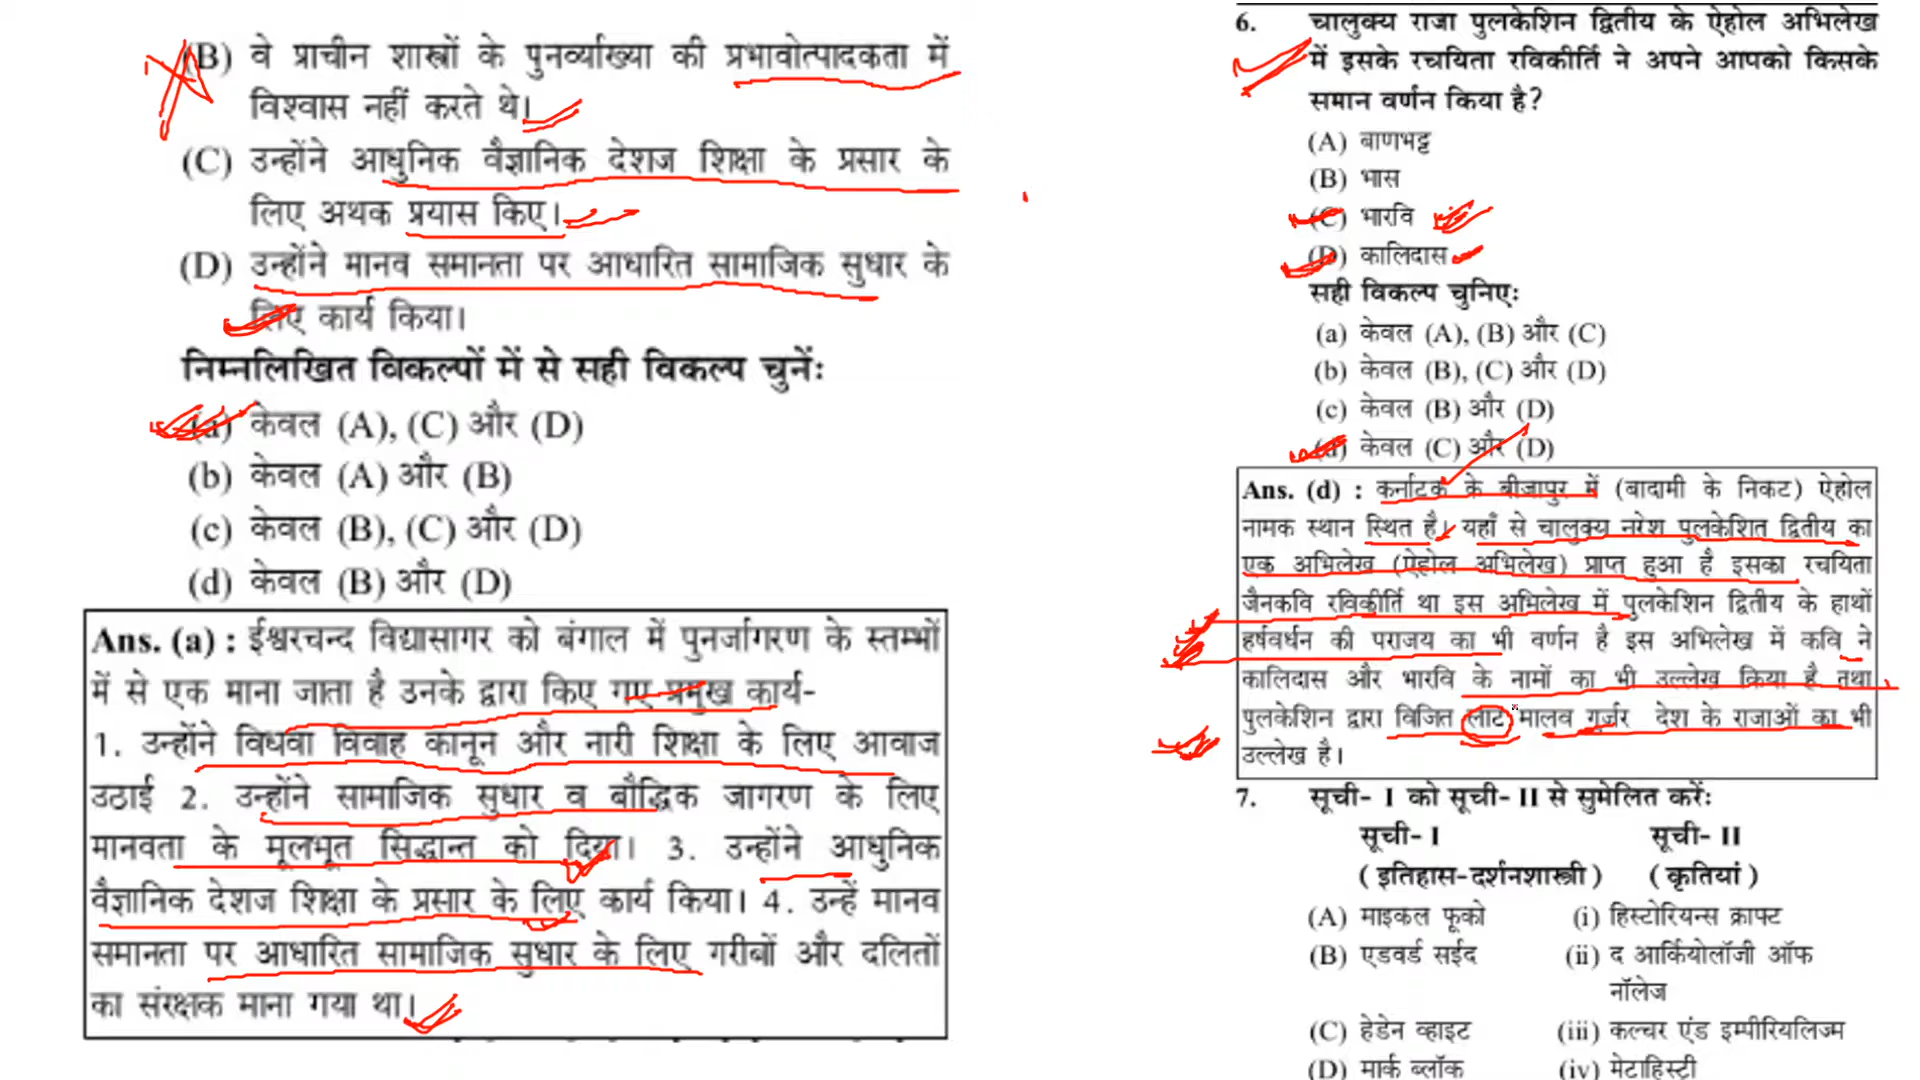 (B) वे प्राचीन शास्त्रों के पुनर्व्याख्या की प्रभावोत्पादकता में
विश्वास नहीं करते थे।
(C) उन्होंने आधुनिक वैज्ञानिक देशज शिक्षा के प्रसार के
लिए अथक प्रयास किए।
(D) उन्होंने मानव समानता पर आधारित सामाजिक सुधार के
लिए कार्य किया।
निम्नलिखित विकल्पों में से सही विकल्प चुनें:
(a) केवल (A), (C) और (D)
(b) केवल (A) और (B)
(c) केवल (B), (C) और (D)
(d) केवल (B) और (D)
Ans. (a) : ईश्वरचन्द विद्यासागर को बंगाल में पुनर्जागरण के स्तम्भों
में से एक माना जाता है उनके द्वारा किए गए प्रमुख कार्य-
1. उन्होंने विधवा विवाह कानून और नारी शिक्षा के लिए आवाज
उठाई 2. उन्होंने सामाजिक सुधार व बौद्धिक जागरण के लिए
मानवता के मूलभूत सिद्धान्त को दिया। 3. उन्होंने आधुनिक
वैज्ञानिक देशज शिक्षा के प्रसार के लिए कार्य किया। 4. उन्हें मानव
समानता पर आधारित सामाजिक सुधार के लिए गरीबों और दलितों
का संरक्षक माना गया था।
6. चालुक्य राजा पुलकेशिन द्वितीय के ऐहोल अभिलेख
में इसके रचयिता रविकीर्ति ने अपने आपको किसके
समान वर्णन किया है?
(A) बाणभट्ट
(B) भास
(C) भारवि
(D) कालिदास
सही विकल्प चुनिए:
(a) केवल (A), (B) और (C)
(b) केवल (B), (C) और (D)
(c) केवल (B) और (D)
(d) केवल (C) और (D)
Ans. (d) : कर्नाटक के बीजापुर में (बादामी के निकट) ऐहोल
नामक स्थान स्थित है। यहाँ से चालुक्य नरेश पुलकेशित द्वितीय का
एक अभिलेख (ऐहोल अभिलेख) प्राप्त हुआ है इसका रचयिता
जैनकवि रविकीर्ति था इस अभिलेख में पुलकेशिन द्वितीय के हाथों
हर्षवर्धन की पराजय का भी वर्णन है इस अभिलेख में कवि ने
कालिदास और भारवि के नामों का भी उल्लेख किया है तथा
पुलकेशिन द्वारा विजित लाट मालव गुर्जर देश के राजाओं का भी
उल्लेख है।
7. सूची- I को सूची- II से सुमेलित करें:
सूची- I सूची- II
(इतिहास-दर्शनशास्त्री) (कृतियां)
(A) माइकल फूको (i) हिस्टोरियन्स क्राफ्ट
(B) एडवर्ड सईद (ii) द आर्कियोलॉजी ऑफ
नॉलेज
(C) हेडेन व्हाइट (iii) कल्चर एंड इम्पीरियलिज्म
(D) मार्क ब्लॉक (iv) मेटाहिस्ट्री